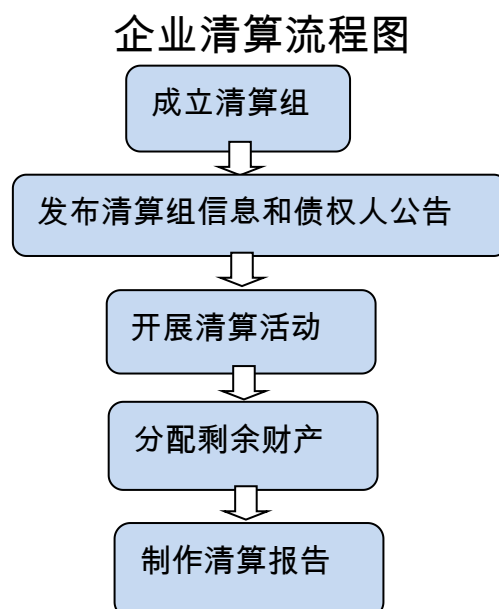 企业清算流程图
成立清算组
发布清算组信息和债权人公告
开展清算活动
分配剩余财产
制作清算报告